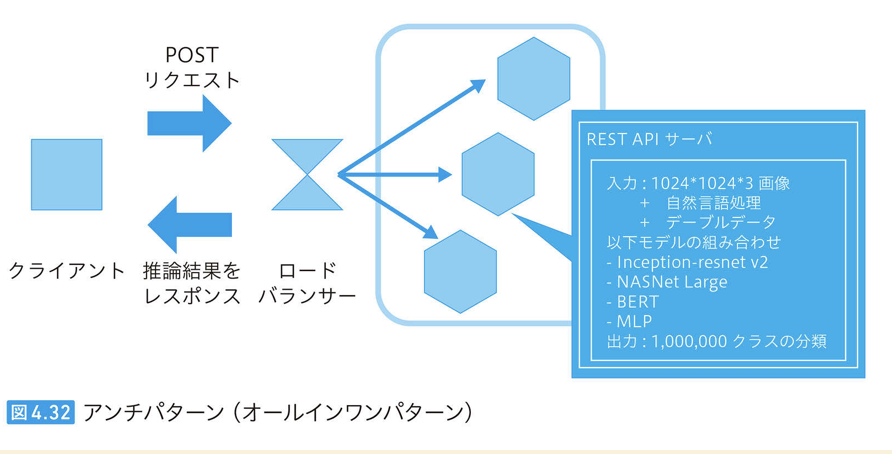 POST
リクエスト
クライアント
推論結果を
レスポンス
ロード
バランサー
REST API サーバ
入力 : 1024*1024*3 画像
+ 自然言語処理
+ デーブルデータ
以下モデルの組み合わせ
- Inception-resnet v2
- NASNet Large
- BERT
- MLP
出力 : 1,000,000 クラスの分類
図4.32 アンチパターン（オールインワンパターン）